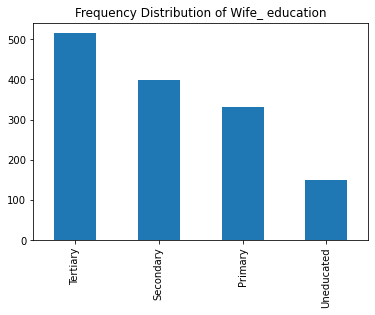 Frequency Distribution of Wife_ education
500
400
300
200
100
0
Tertiary
Secondary
Primary
Uneducated